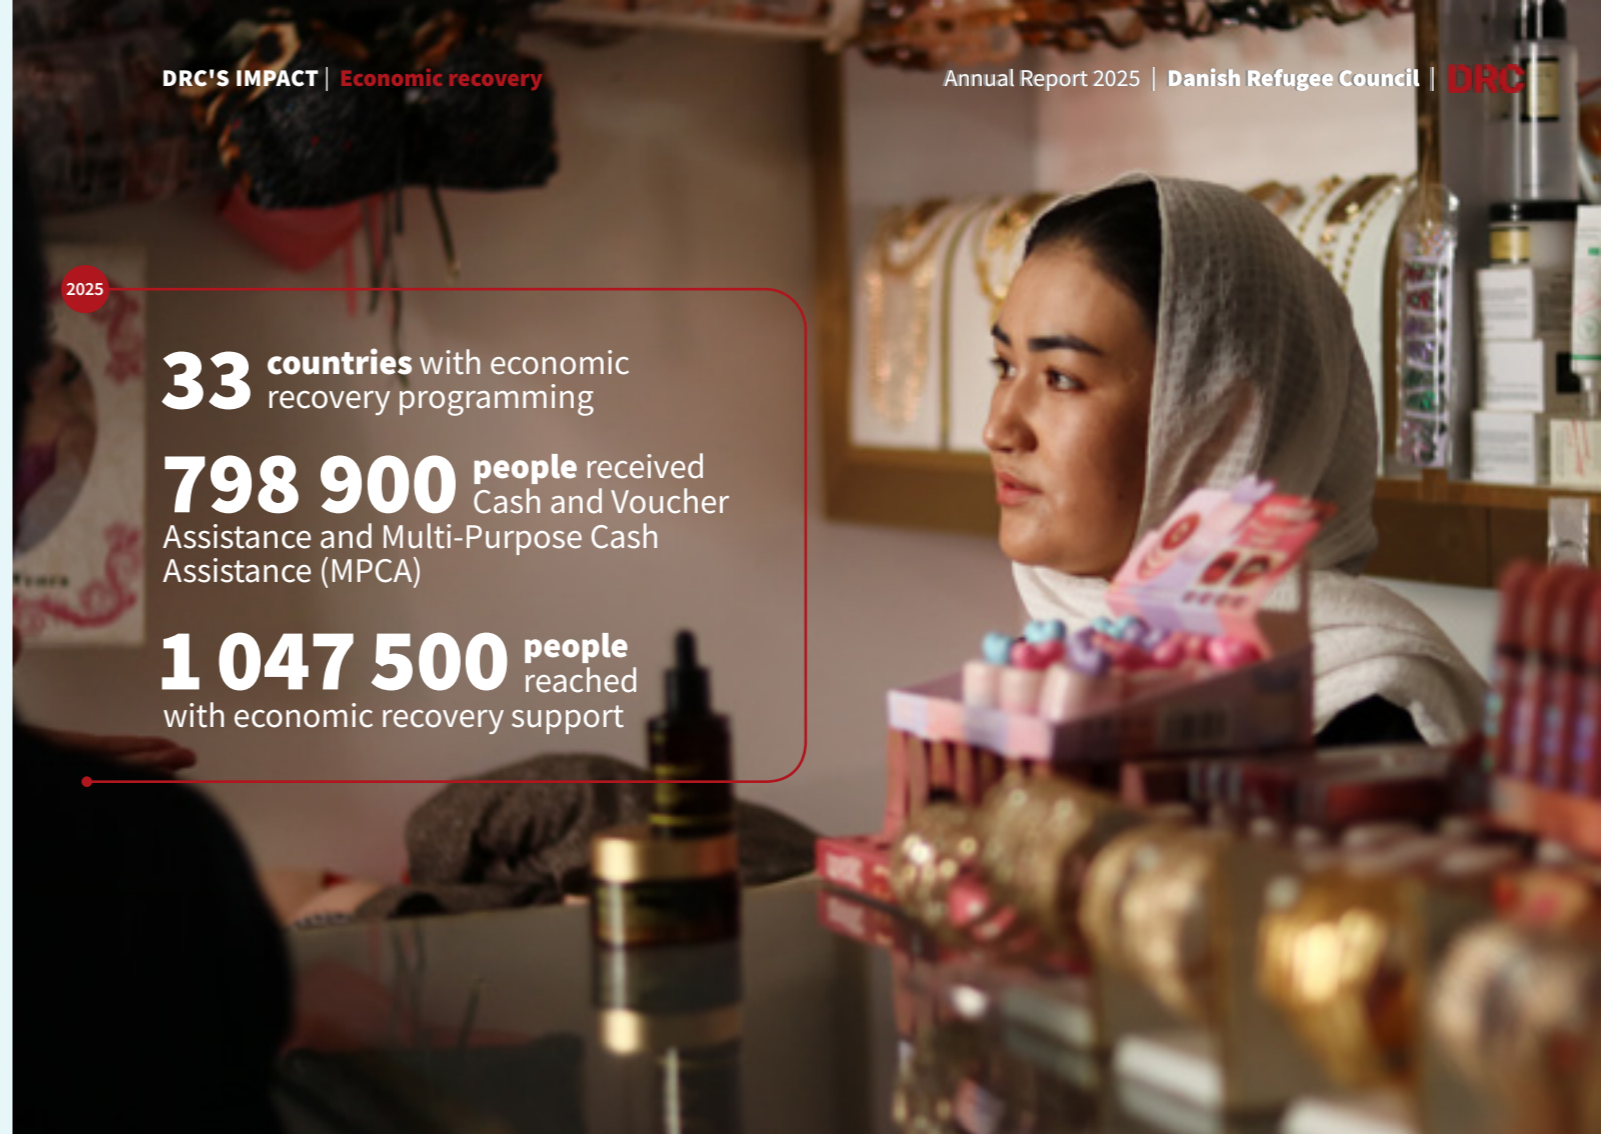 DRC'S IMPACT | Economic recovery
Annual Report 2025 | Danish Refugee Council | DRC
2025
33 countries with economic
recovery programming
798 900 people received
Cash and Voucher
Assistance and Multi-Purpose Cash
Assistance (MPCA)
1 047 500 people
reached
with economic recovery support